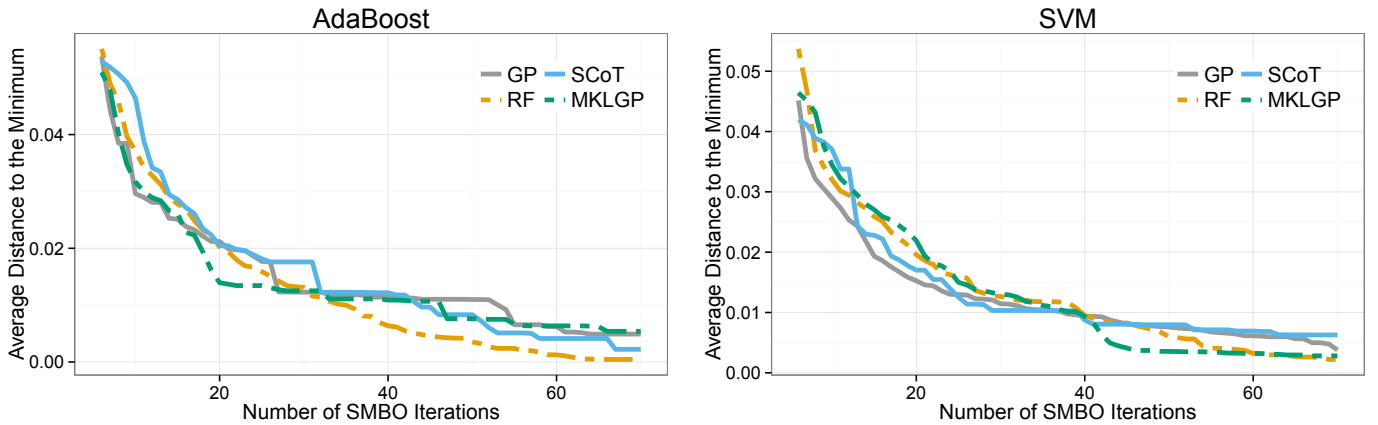 AdaBoost
Average Distance to the Minimum
0.04
0.02
0.00
GP SCoT
RF MKLGP
20 40 60
Number of SMBO Iterations
SVM
Average Distance to the Minimum
0.05
0.04
0.03
0.02
0.01
0.00
GP SCoT
RF MKLGP
20 40 60
Number of SMBO Iterations